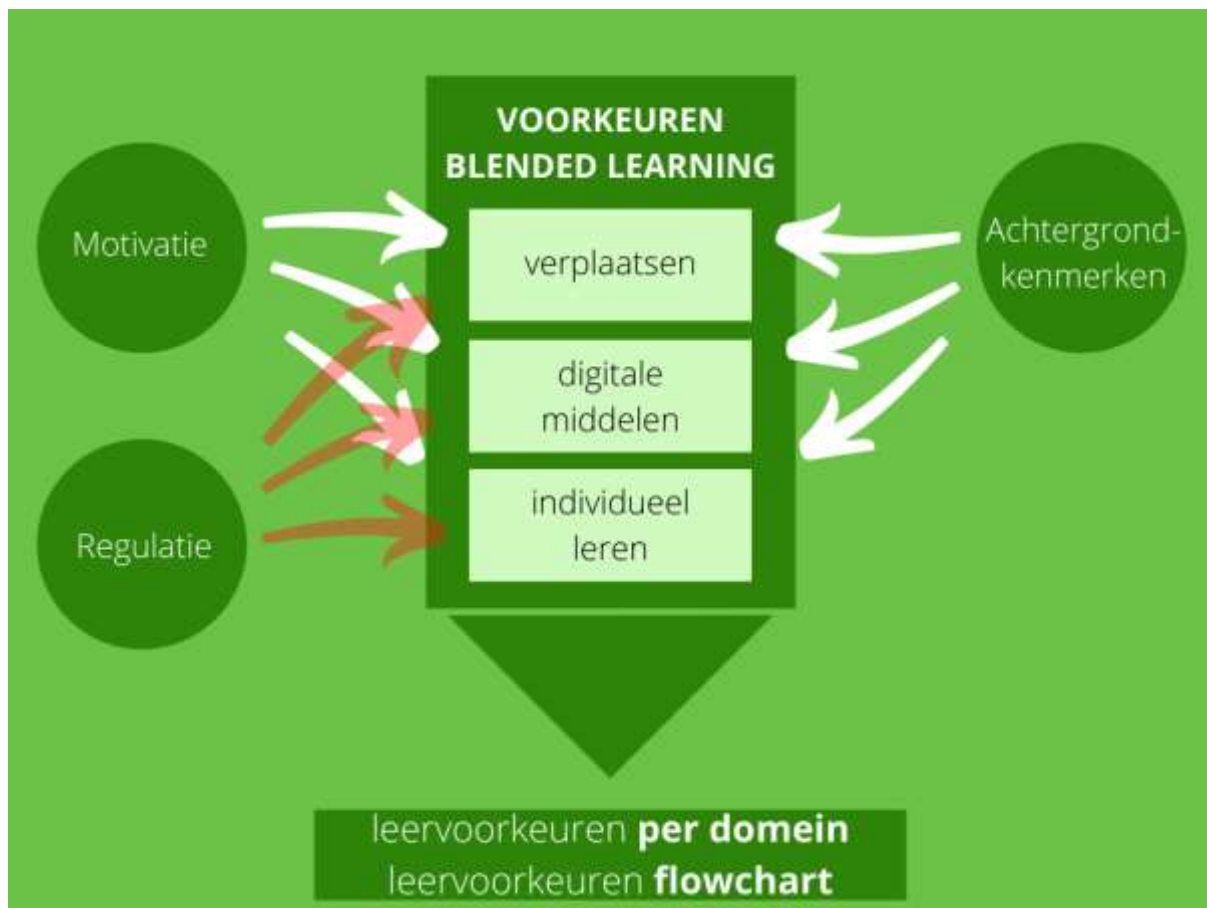 VOORKEUREN
BLENDED LEARNING
Motivatie
verplaatsen
Achtergrond-
kenmerken
digitale
middelen
individueel
leren
Regulatie
leervoorkeuren per domein
leervoorkeuren flowchart